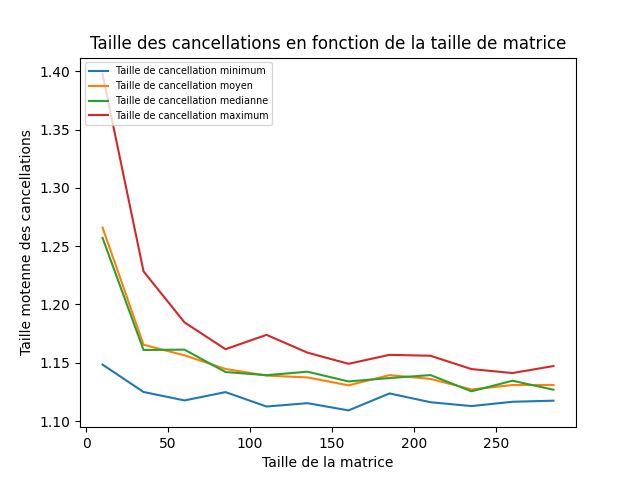 Taille des cancellations en fonction de la taille de matrice
Taille de cancellation minimum
Taille de cancellation moyen
Taille de cancellation medianne
Taille de cancellation maximum
Taille motenne des cancellations
1.40
1.35
1.30
1.25
1.20
1.15
1.10
0
50
100
150
200
250
Taille de la matrice